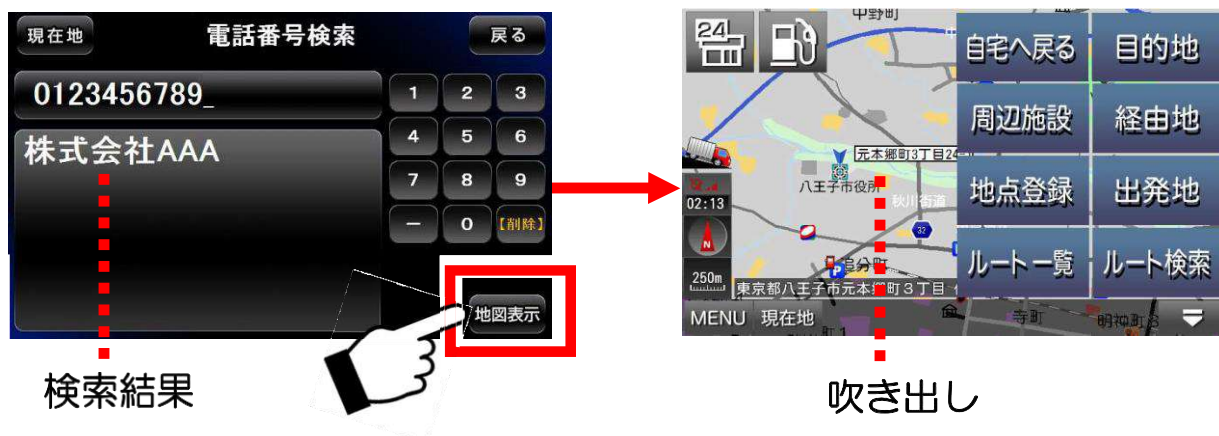 現在地
電話番号検索
戻る
0123456789_
1 2 3
4 5 6
7 8 9
ー 0 【削除】
株式会社AAA
地図表示
検索結果
24
中野町
自宅へ戻る
目的地
周辺施設
経由地
元本郷町3丁目24
八王子市役所
地点登録
出発地
02:13
秋川街道
32
N
追分町
P
ルート一覧
ルート検索
250m
東京都八王子市元本郷町3丁目
MENU
現在地
寺町
明神町3
吹き出し